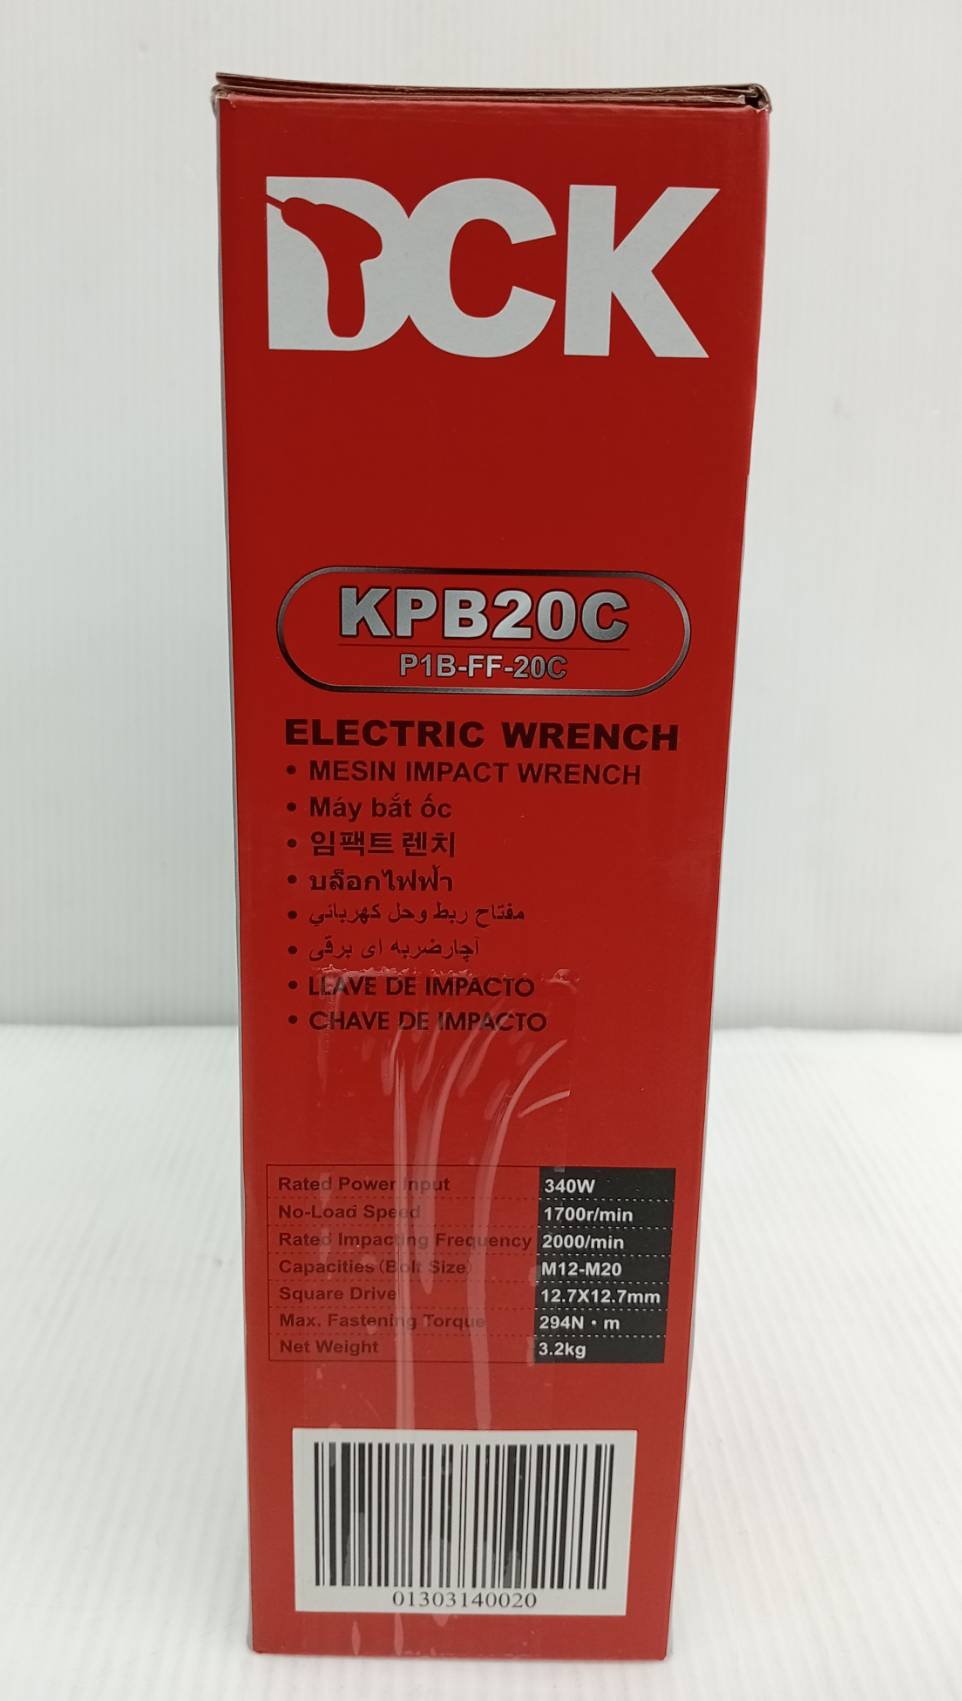 DCK
KPB20C
P1B-FF-20C
ELECTRIC WRENCH
• MESIN IMPACT WRENCH
• Máy bắt ốc
• 임팩트 렌치
• บล็อกไฟฟ้า
• مفتاح ربط وحل كهربائي
• آچارضربه ای برقی
• LLAVE DE IMPACTO
• CHAVE DE IMPACTO
Rated Power Input 340W
No-Load Speed 1700r/min
Rated Impacting Frequency 2000/min
Capacities(Bolt Size) M12-M20
Square Drive 12.7X12.7mm
Max. Fastening Torque 294N·m
Net Weight 3.2kg
01303140020